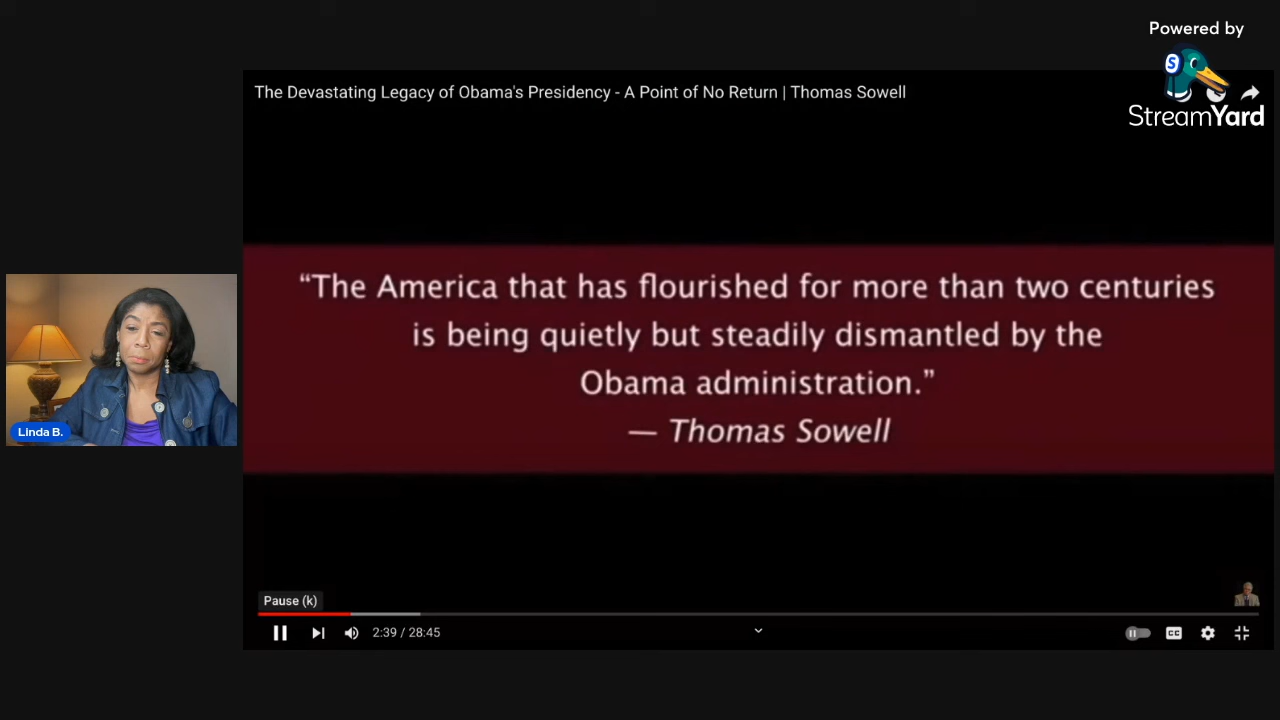 Powered by
StreamYard
The Devastating Legacy of Obama's Presidency - A Point of No Return | Thomas Sowell
“The America that has flourished for more than two centuries
is being quietly but steadily dismantled by the
Obama administration.”
— Thomas Sowell
Linda B.
Pause (k)
2:39 / 28:45
CC